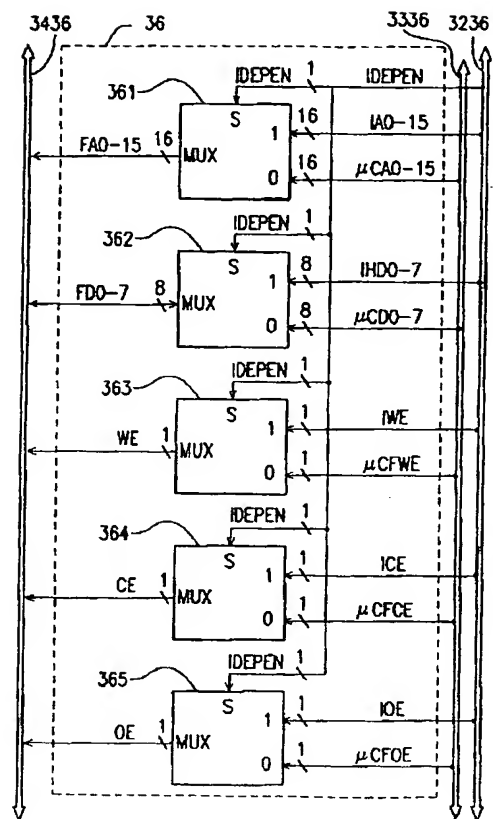 3436 36 3336 3236
361 IDEPEN 1 IDEPEN
S
16 IA0-15
1
FA0-15 16 MUX
16 μCA0-15
0
IDEPEN 1
362
S
8 IHD0-7
1
FD0-7 8 MUX
8 μCD0-7
0
IDEPEN 1
363
S
1 IWE
1
WE 1 MUX
1 μCFWE
0
IDEPEN 1
364
S
1 ICE
1
CE 1 MUX
1 μCFCE
0
IDEPEN 1
365
S
1 IOE
1
OE 1 MUX
1 μCFOE
0